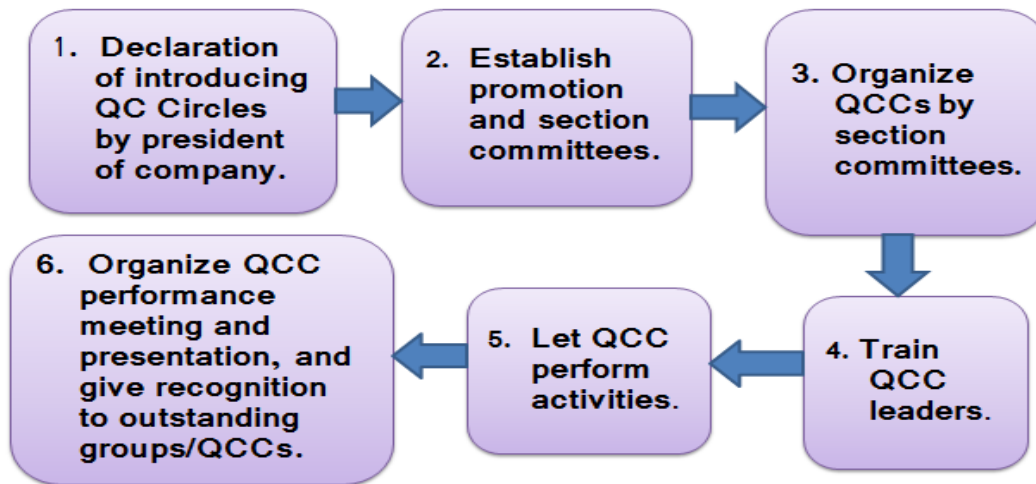 1. Declaration
of introducing
QC Circles
by president
of company.
2. Establish
promotion
and section
committees.
3. Organize
QCCs by
section
committees.
4. Train
QCC
leaders.
5. Let QCC
perform
activities.
6. Organize QCC
performance
meeting and
presentation, and
give recognition
to outstanding
groups/QCCs.